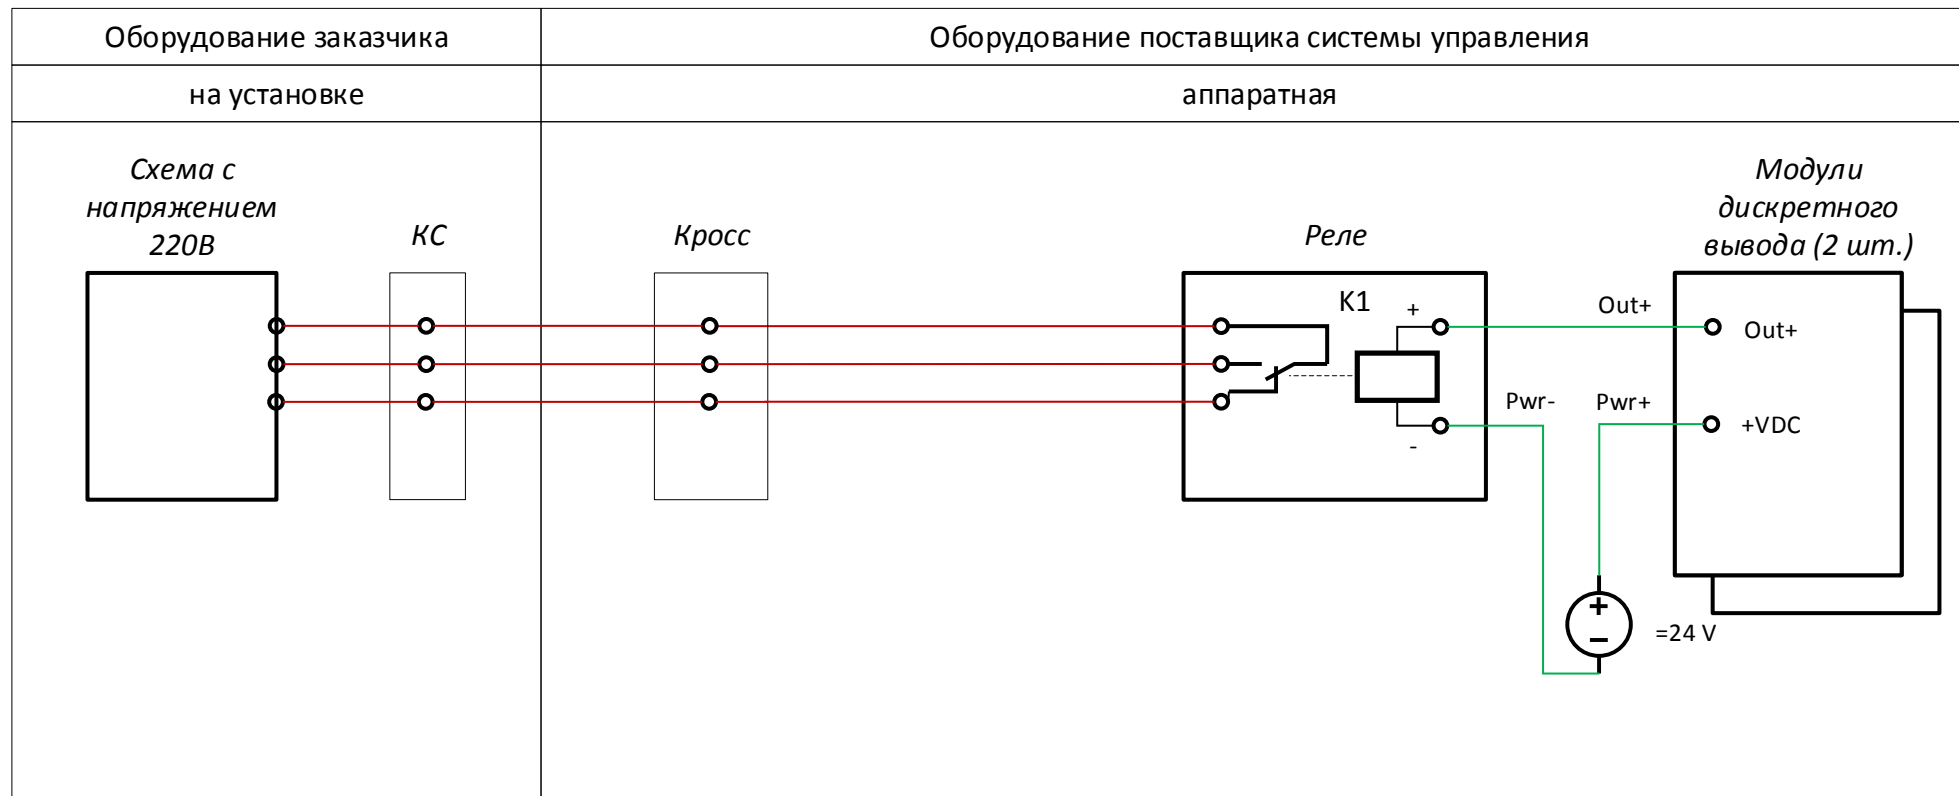 Оборудование заказчика
Оборудование поставщика системы управления
на установке
аппаратная
Схема с
напряжением
220В
КС
Кросс
Реле
Модули
дискретного
вывода (2 шт.)
K1
+
-
Out+
Out+
Pwr-
Pwr+
+VDC
=24 V